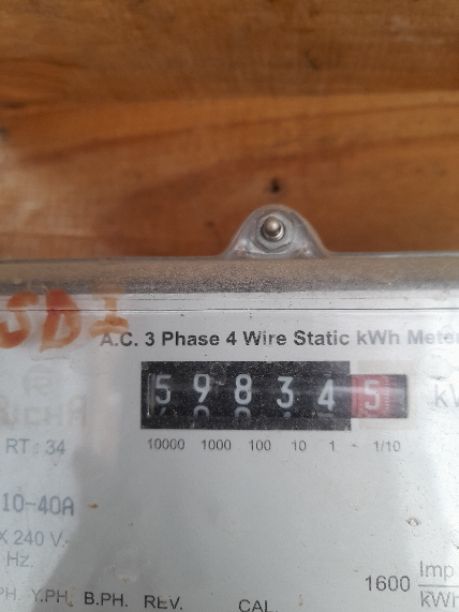 SD1
A.C. 3 Phase 4 Wire Static kWh Meter
5 9 8 3 4 5
10000 1000 100 10 1 - 1/10
RT : 34
10-40A
X 240 V.
Hz.
Imp
1600
kWh
PH. Y.PH. B.PH. REV. CAL.